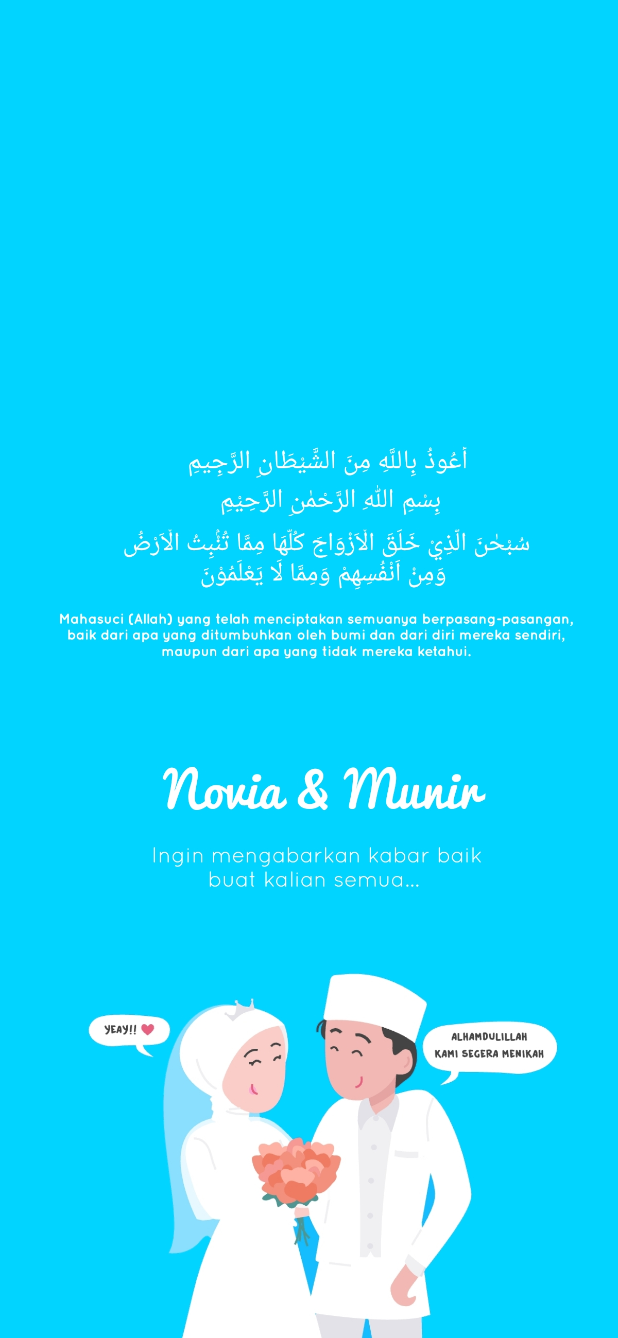 أَعُوذُ بِاللَّهِ مِنَ الشَّيْطَانِ الرَّجِيمِ
بِسْمِ اللّٰهِ الرَّحْمٰنِ الرَّحِيْمِ
سُبْحٰنَ الَّذِيْ خَلَقَ الْاَزْوَاجَ كُلَّهَا مِمَّا تُنْۢبِتُ الْاَرْضُ
وَمِنْ اَنْفُسِهِمْ وَمِمَّا لَا يَعْلَمُوْنَ
Mahasuci (Allah) yang telah menciptakan semuanya berpasang-pasangan,
baik dari apa yang ditumbuhkan oleh bumi dan dari diri mereka sendiri,
maupun dari apa yang tidak mereka ketahui.
Novia & Munir
Ingin mengabarkan kabar baik
buat kalian semua...
YEAY!! ❤
ALHAMDULILLAH
KAMI SEGERA MENIKAH